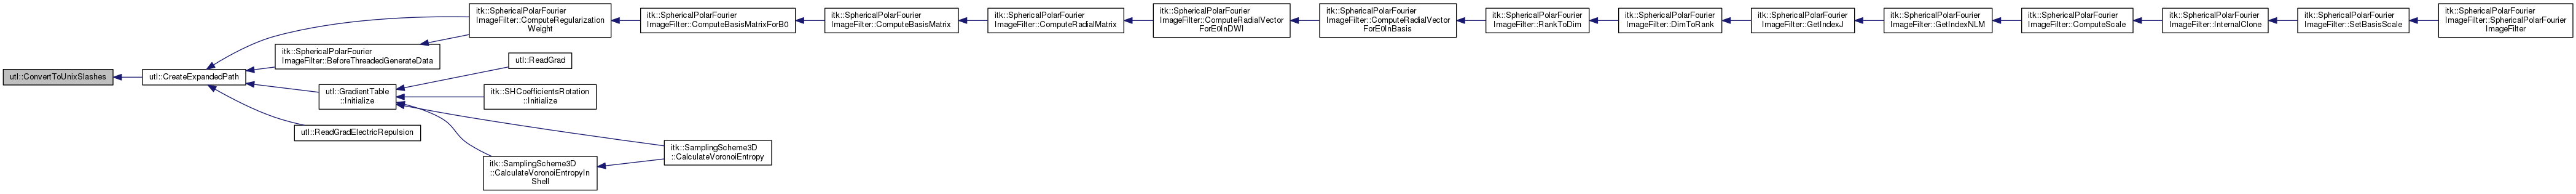 utl::ConvertToUnixSlashes
utl::CreateExpandedPath
itk::SphericalPolarFourier
ImageFilter::ComputeRegularization
Weight
itk::SphericalPolarFourier
ImageFilter::BeforeThreadedGenerateData
utl::GradientTable
::Initialize
utl::ReadGradElectricRepulsion
utl::ReadGrad
itk::SHCoefficientsRotation
::Initialize
itk::SamplingScheme3D
::CalculateVoronoiEntropyIn
Shell
itk::SamplingScheme3D
::CalculateVoronoiEntropy
itk::SphericalPolarFourier
ImageFilter::ComputeBasisMatrixForB0
itk::SphericalPolarFourier
ImageFilter::ComputeBasisMatrix
itk::SphericalPolarFourier
ImageFilter::ComputeRadialMatrix
itk::SphericalPolarFourier
ImageFilter::ComputeRadialVector
ForE0InDWI
itk::SphericalPolarFourier
ImageFilter::ComputeRadialVector
ForE0InBasis
itk::SphericalPolarFourier
ImageFilter::RankToDim
itk::SphericalPolarFourier
ImageFilter::DimToRank
itk::SphericalPolarFourier
ImageFilter::GetIndexJ
itk::SphericalPolarFourier
ImageFilter::GetIndexNLM
itk::SphericalPolarFourier
ImageFilter::ComputeScale
itk::SphericalPolarFourier
ImageFilter::InternalClone
itk::SphericalPolarFourier
ImageFilter::SetBasisScale
itk::SphericalPolarFourier
ImageFilter::SphericalPolarFourier
ImageFilter